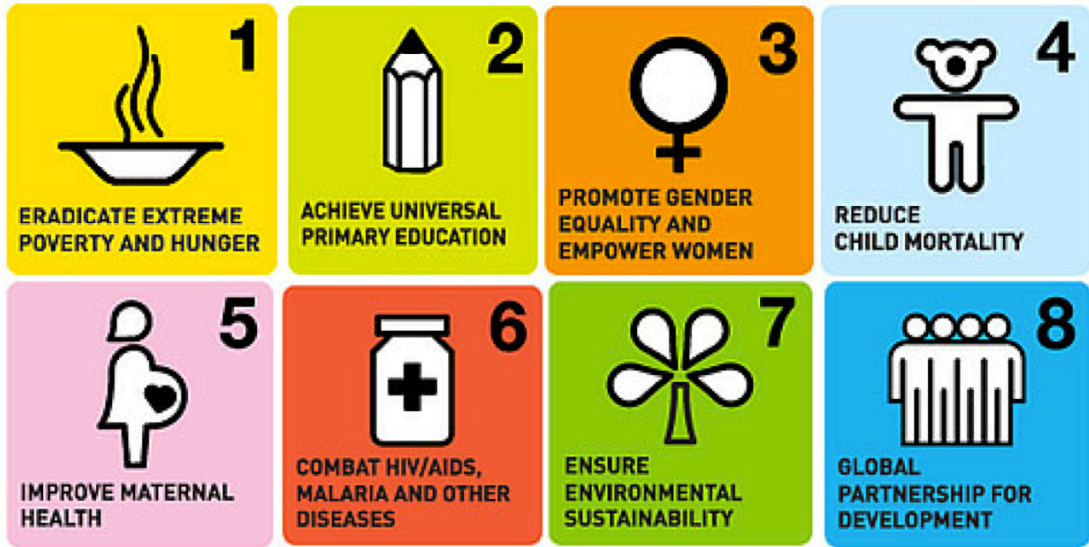 1
ERADICATE EXTREME
POVERTY AND HUNGER
2
ACHIEVE UNIVERSAL
PRIMARY EDUCATION
3
PROMOTE GENDER
EQUALITY AND
EMPOWER WOMEN
4
REDUCE
CHILD MORTALITY
5
IMPROVE MATERNAL
HEALTH
6
COMBAT HIV/AIDS,
MALARIA AND OTHER
DISEASES
7
ENSURE
ENVIRONMENTAL
SUSTAINABILITY
8
GLOBAL
PARTNERSHIP FOR
DEVELOPMENT